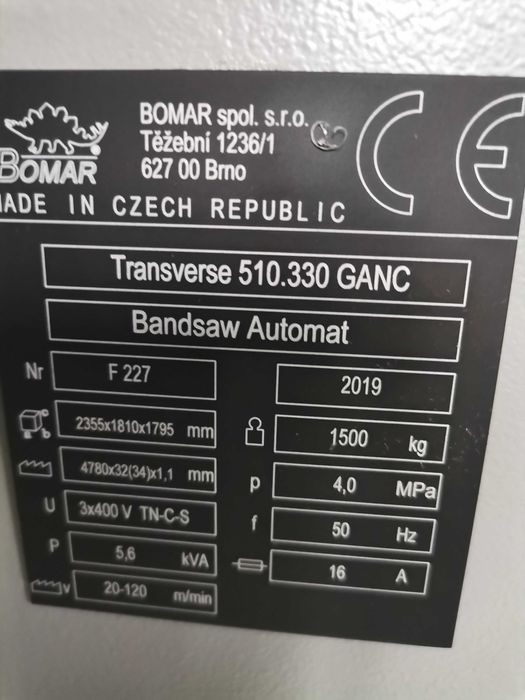 BOMAR
BOMAR spol. s.r.o.
Těžební 1236/1
627 00 Brno
CE
MADE IN CZECH REPUBLIC
Transverse 510.330 GANC
Bandsaw Automat
Nr F 227 2019
2355x1810x1795 mm 1500 kg
4780x32(34)x1,1 mm p 4,0 MPa
U 3x400 V TN-C-S f 50 Hz
P 5,6 kVA 16 A
v 20-120 m/min